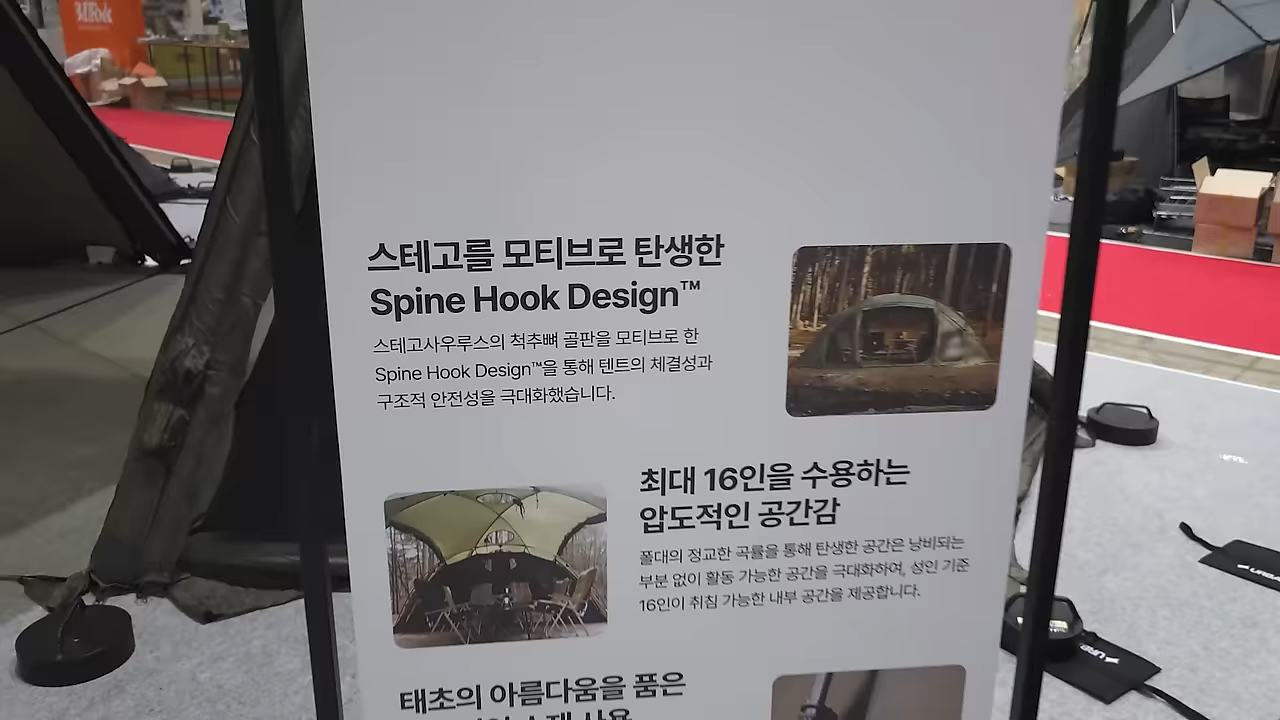 스테고를 모티브로 탄생한
Spine Hook Design™
스테고사우루스의 척추뼈 골판을 모티브로 한
Spine Hook Design™을 통해 텐트의 체결성과
구조적 안전성을 극대화했습니다.
최대 16인을 수용하는
압도적인 공간감
폴대의 정교한 곡률을 통해 탄생한 공간은 낭비되는
부분 없이 활동 가능한 공간을 극대화하여, 성인 기준
16인이 취침 가능한 내부 공간을 제공합니다.
태초의 아름다움을 품은